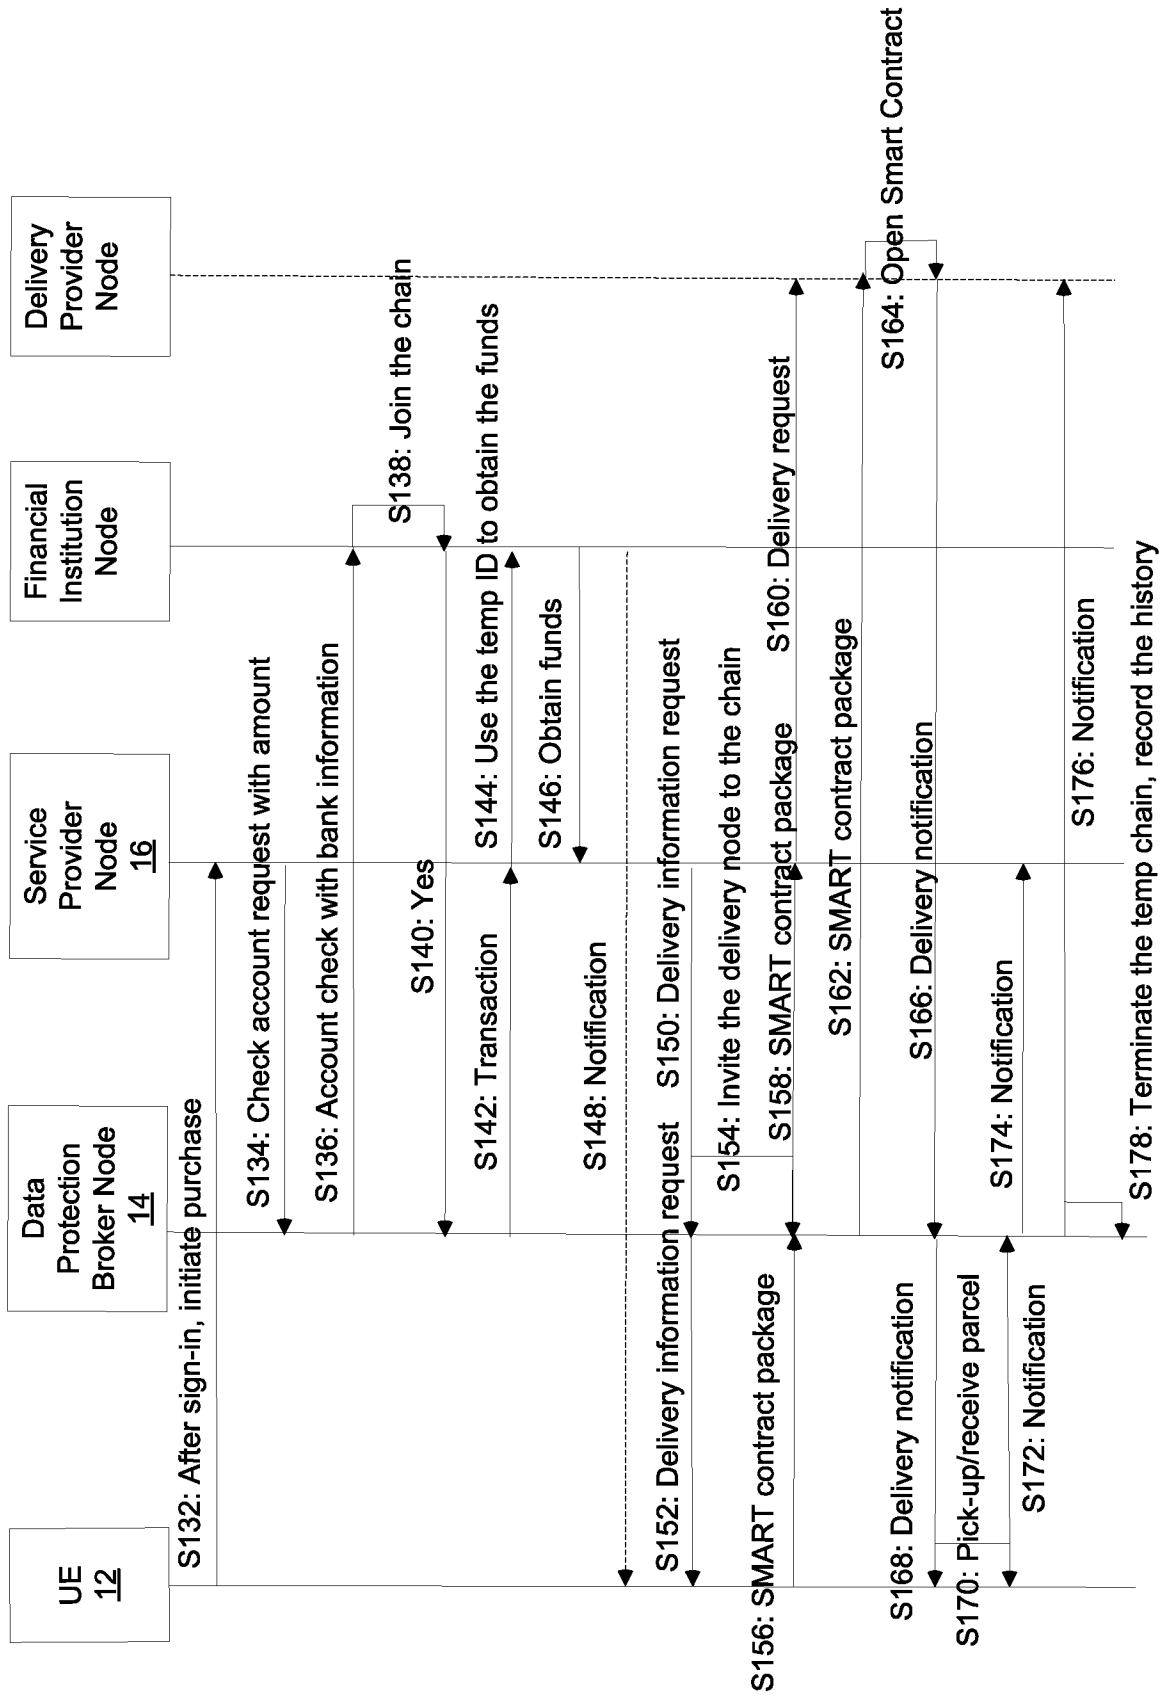 UE
12
Data
Protection
Broker Node
14
Service
Provider
Node
16
Financial
Institution
Node
Delivery
Provider
Node
S132: After sign-in, initiate purchase
S134: Check account request with amount
S136: Account check with bank information
S138: Join the chain
S140: Yes
S142: Transaction
S144: Use the temp ID to obtain the funds
S146: Obtain funds
S148: Notification
S150: Delivery information request
S152: Delivery information request
S154: Invite the delivery node to the chain
S156: SMART contract package
S158: SMART contract package
S160: Delivery request
S162: SMART contract package
S164: Open Smart Contract
S166: Delivery notification
S168: Delivery notification
S170: Pick-up/receive parcel
S172: Notification
S174: Notification
S176: Notification
S178: Terminate the temp chain, record the history